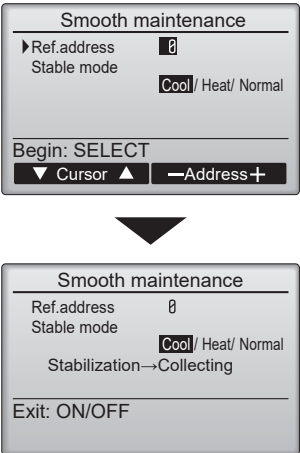 Smooth maintenance
Ref.address 0
Stable mode
Cool / Heat/ Normal
Begin: SELECT
▼ Cursor ▲ −Address+
Smooth maintenance
Ref.address 0
Stable mode
Cool / Heat/ Normal
Stabilization→Collecting
Exit: ON/OFF